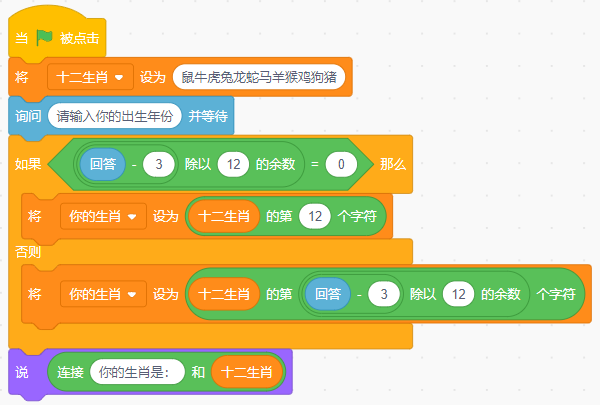 当 被点击
将 十二生肖 设为 鼠牛虎兔龙蛇马羊猴鸡狗猪
询问 请输入你的出生年份 并等待
如果 回答 - 3 除以 12 的余数 = 0 那么
将 你的生肖 设为 十二生肖 的第 12 个字符
否则
将 你的生肖 设为 十二生肖 的第 回答 - 3 除以 12 的余数 个字符
说 连接 你的生肖是： 和 十二生肖